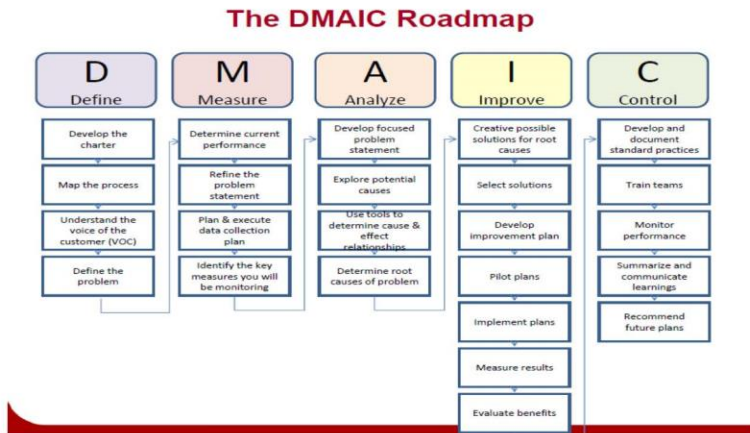 The DMAIC Roadmap
D
Define
Develop the
charter
Map the process
Understand the
voice of the
customer (VOC)
Define the
problem
M
Measure
Determine current
performance
Refine the
problem
statement
Plan & execute
data collection
plan
Identify the key
measures you will
be monitoring
A
Analyze
Develop focused
problem
statement
Explore potential
causes
Use tools to
determine cause &
effect
relationships
Determine root
causes of problem
I
Improve
Creative possible
solutions for root
causes
Select solutions
Develop
improvement plan
Pilot plans
Implement plans
Measure results
Evaluate benefits
C
Control
Develop and
document
standard practices
Train teams
Monitor
performance
Summarize and
communicate
learnings
Recommend
future plans